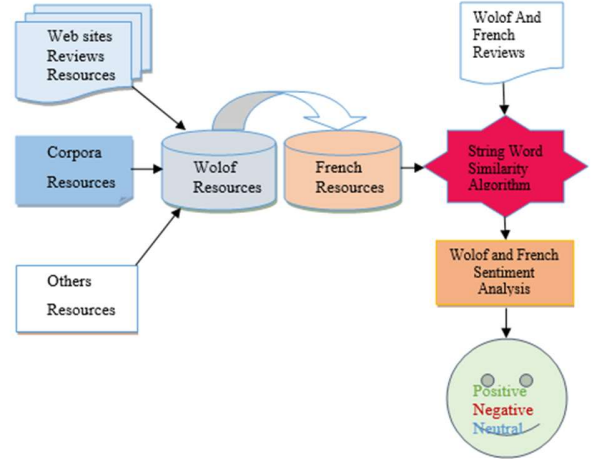 Web sites
Reviews
Resources
Wolof And
French
Reviews
Corpora
Resources
Wolof
Resources
French
Resources
String Word
Similarity
Algorithm
Others
Resources
Wolof and French
Sentiment
Analysis
Positive
Negative
Neutral